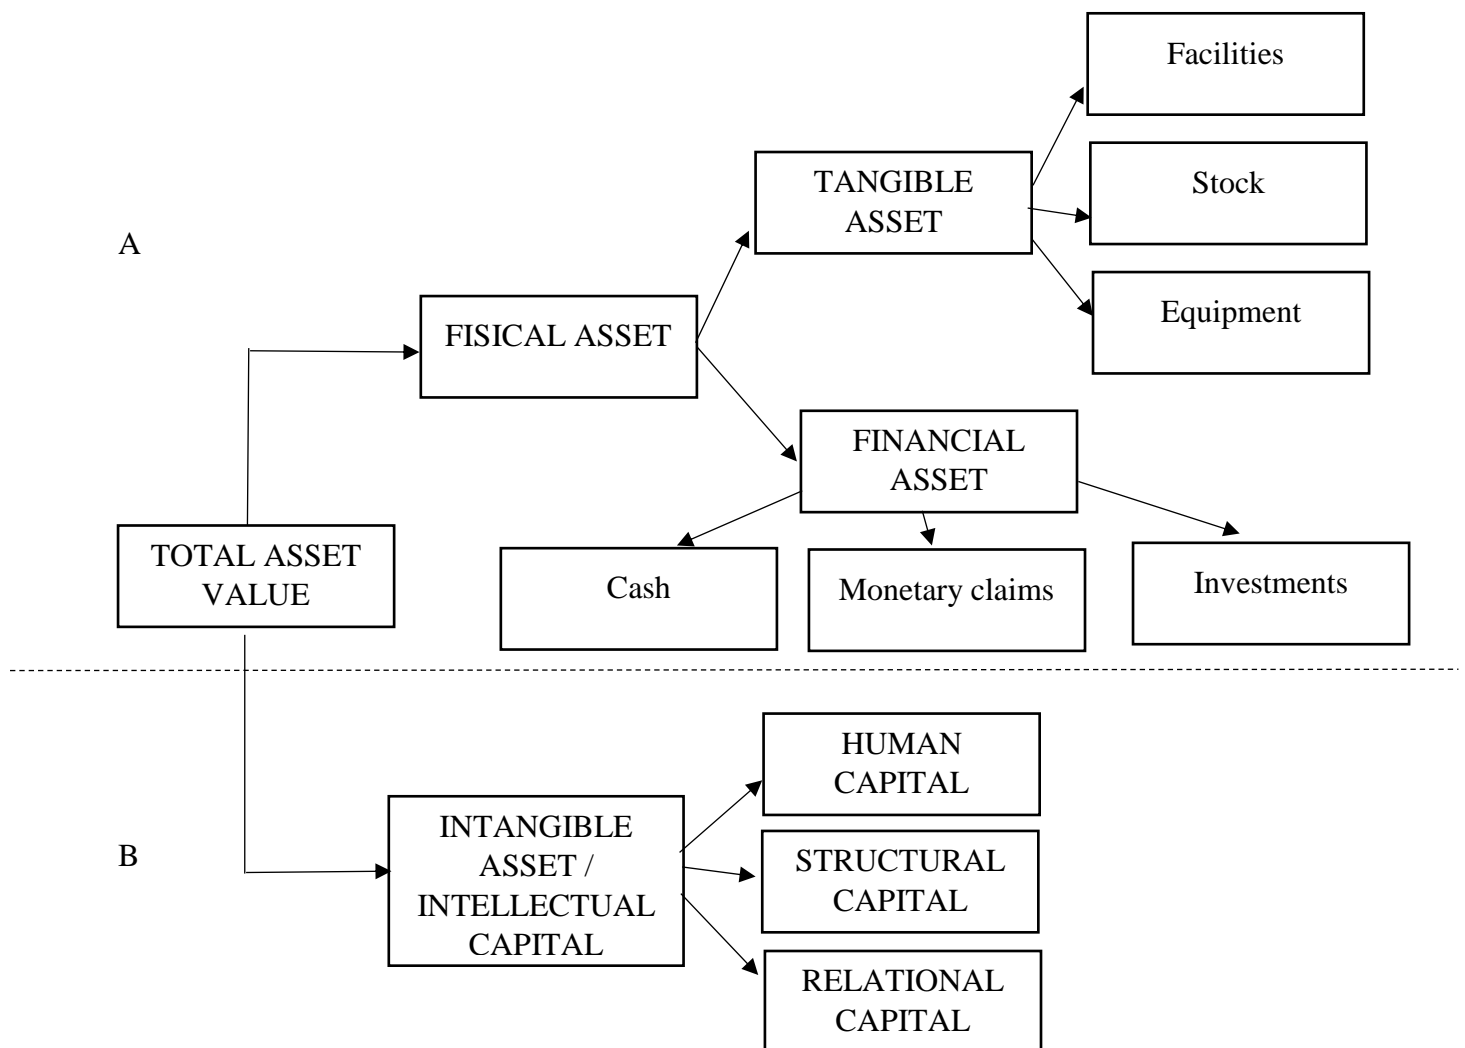 Facilities
TANGIBLE
ASSET
Stock
A
Equipment
FISICAL ASSET
FINANCIAL
ASSET
TOTAL ASSET
VALUE
Cash
Monetary claims
Investments
HUMAN
CAPITAL
INTANGIBLE
ASSET /
INTELLECTUAL
CAPITAL
B
STRUCTURAL
CAPITAL
RELATIONAL
CAPITAL